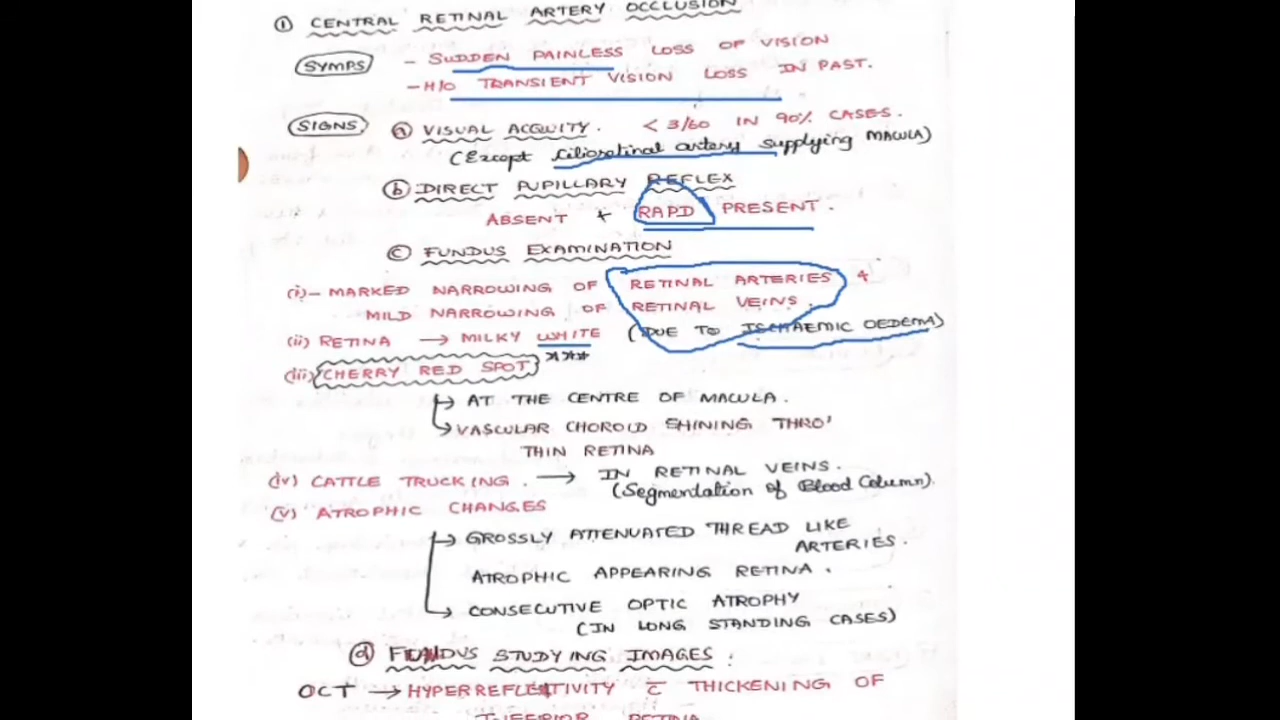 ① CENTRAL RETINAL ARTERY OCCLUSION
SYMPS - SUDDEN PAINLESS LOSS OF VISION
- H/O TRANSIENT VISION LOSS IN PAST.
SIGNS ⓐ VISUAL ACQUITY. < 3/60 IN 90% CASES.
(Except ciliosetinal artery supplying MACULA)
ⓑ DIRECT PUPILLARY REFLEX
ABSENT + RAPD PRESENT.
ⓒ FUNDUS EXAMINATION
(i) - MARKED NARROWING OF RETINAL ARTERIES +
MILD NARROWING OF RETINAL VEINS.
(ii) RETINA → MILKY WHITE (DUE TO ISCHAEMIC OEDEMA)
(iii) CHERRY RED SPOT ***
↳ AT THE CENTRE OF MACULA.
↳ VASCULAR CHOROID SHINING THRO'
THIN RETINA
(iv) CATTLE TRUCKING. → IN RETINAL VEINS.
(Segmentation of Blood Column).
(v) ATROPHIC CHANGES
↳ GROSSLY ATTENUATED THREAD LIKE
ARTERIES.
ATROPHIC APPEARING RETINA.
↳ CONSECUTIVE OPTIC ATROPHY
(IN LONG STANDING CASES)
ⓓ FUNDUS STUDYING IMAGES:
OCT → HYPERREFLECTIVITY c̄ THICKENING OF
INFERIOR RETINA